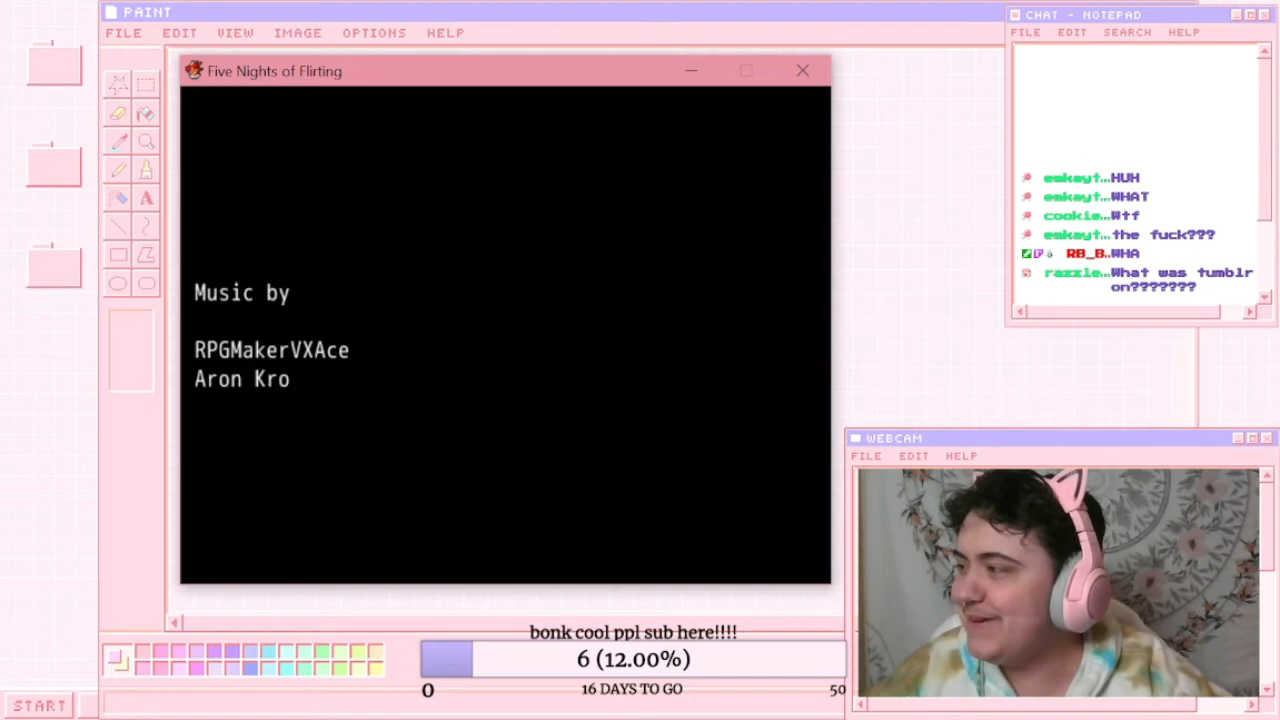 PAINT
FILE EDIT VIEW IMAGE OPTIONS HELP
Five Nights of Flirting
Music by
RPGMakerVXAce
Aron Kro
CHAT - NOTEPAD
FILE EDIT SEARCH HELP
emkayt…HUH
emkayt…WHAT
cookie…Wtf
emkayt…the fuck???
RB_B..WHA
razzle…What was tumblr
on???????
WEBCAM
FILE EDIT HELP
bonk cool ppl sub here!!!!
6 (12.00%)
0 16 DAYS TO GO 50
START